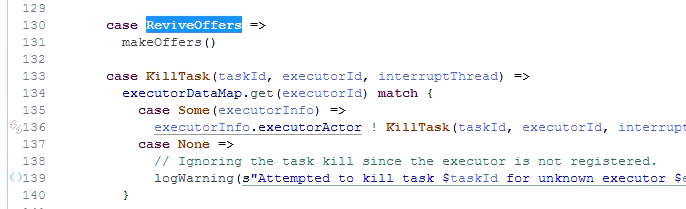 129
130 case ReviveOffers =>
131 makeOffers()
132
133 case KillTask(taskId, executorId, interruptThread) =>
134 executorDataMap.get(executorId) match {
135 case Some(executorInfo) =>
136 executorInfo.executorActor ! KillTask(taskId, executorId, interrupt
137 case None =>
138 // Ignoring the task kill since the executor is not registered.
139 logWarning(s"Attempted to kill task $taskId for unknown executor $e
140 }